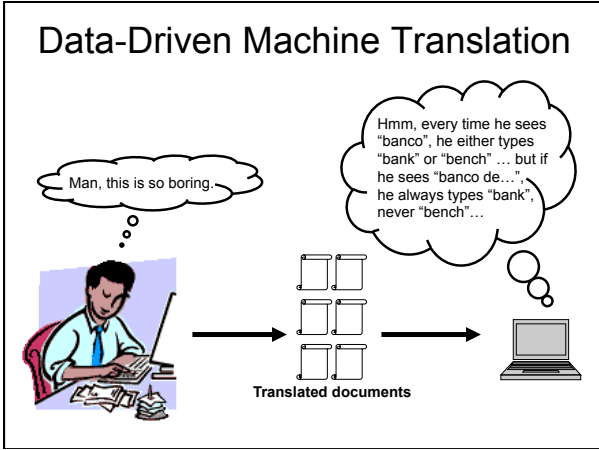 Data-Driven Machine Translation
Hmm, every time he sees
“banco”, he either types
“bank” or “bench” … but if
he sees “banco de…”,
he always types “bank”,
never “bench”…
Man, this is so boring.
Translated documents